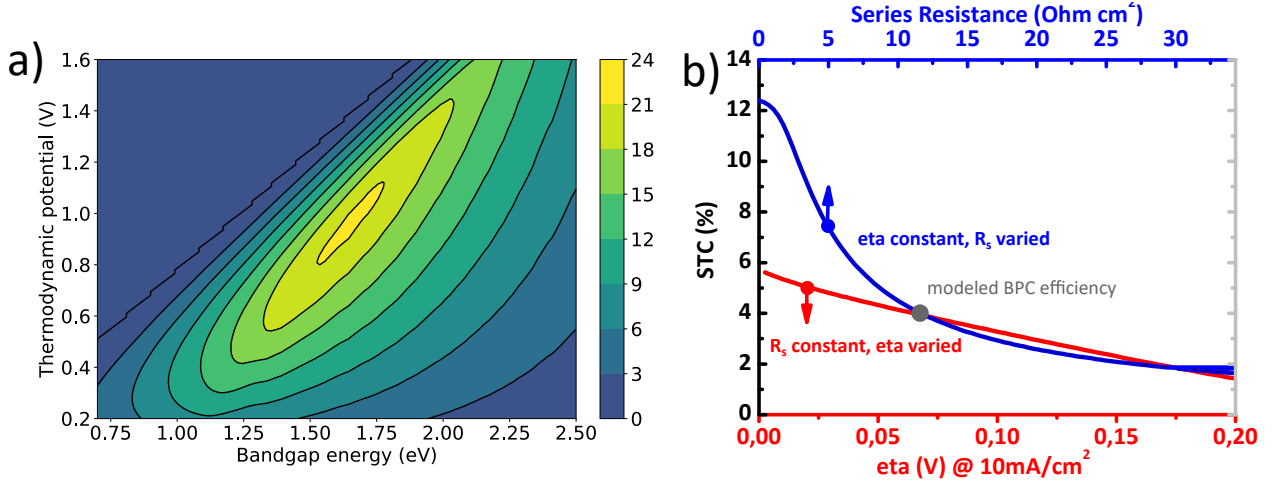 a)
1.6
1.4
1.2
1.0
0.8
0.6
0.4
0.2
Thermodynamic potential (V)
0.75 1.00 1.25 1.50 1.75 2.00 2.25 2.50
Bandgap energy (eV)
24
21
18
15
12
9
6
3
0
b)
Series Resistance (Ohm cm²)
0 5 10 15 20 25 30
14
12
10
8
6
4
2
0
STC (%)
eta constant, Rₛ varied
modeled BPC efficiency
Rₛ constant, eta varied
0,00 0,05 0,10 0,15 0,20
eta (V) @ 10mA/cm²